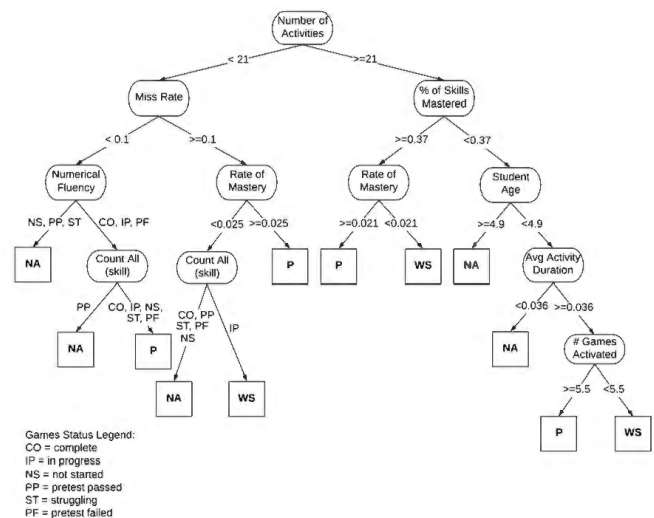 Number of
Activities
< 21
>=21
Miss Rate
% of Skills
Mastered
< 0.1
>=0.1
>=0.37
<0.37
Numerical
Fluency
Rate of
Mastery
Rate of
Mastery
Student
Age
NS, PP, ST
CO, IP, PF
<0.025
>=0.025
>=0.021
<0.021
>=4.9
<4.9
NA
Count All
(skill)
Count All
(skill)
P
P
WS
NA
Avg Activity
Duration
PP
CO, IP, NS,
ST, PF
CO, PP
ST, PF
NS
IP
<0.036
>=0.036
NA
P
NA
# Games
Activated
NA
WS
>=5.5
<5.5
P
WS
Games Status Legend:
CO = complete
IP = in progress
NS = not started
PP = pretest passed
ST = struggling
PF = pretest failed